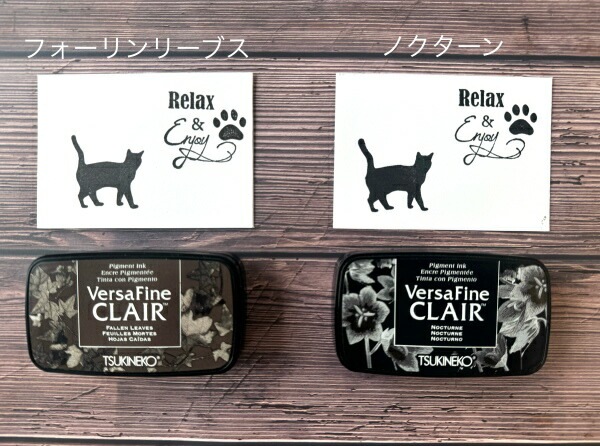 フォーリンリーブス
ノクターン
Relax
&
Enjoy
Relax
&
Enjoy
Pigment Ink
Encre Pigmentée
Tinta con Pigmento
VersaFine
CLAIR™
FALLEN LEAVES
FEUILLES MORTES
HOJAS CAÍDAS
TSUKINEKO®
Pigment Ink
Encre Pigmentée
Tinta con Pigmento
VersaFine
CLAIR™
NOCTURNE
NOCTURNE
NOCTURNO
TSUKINEKO®